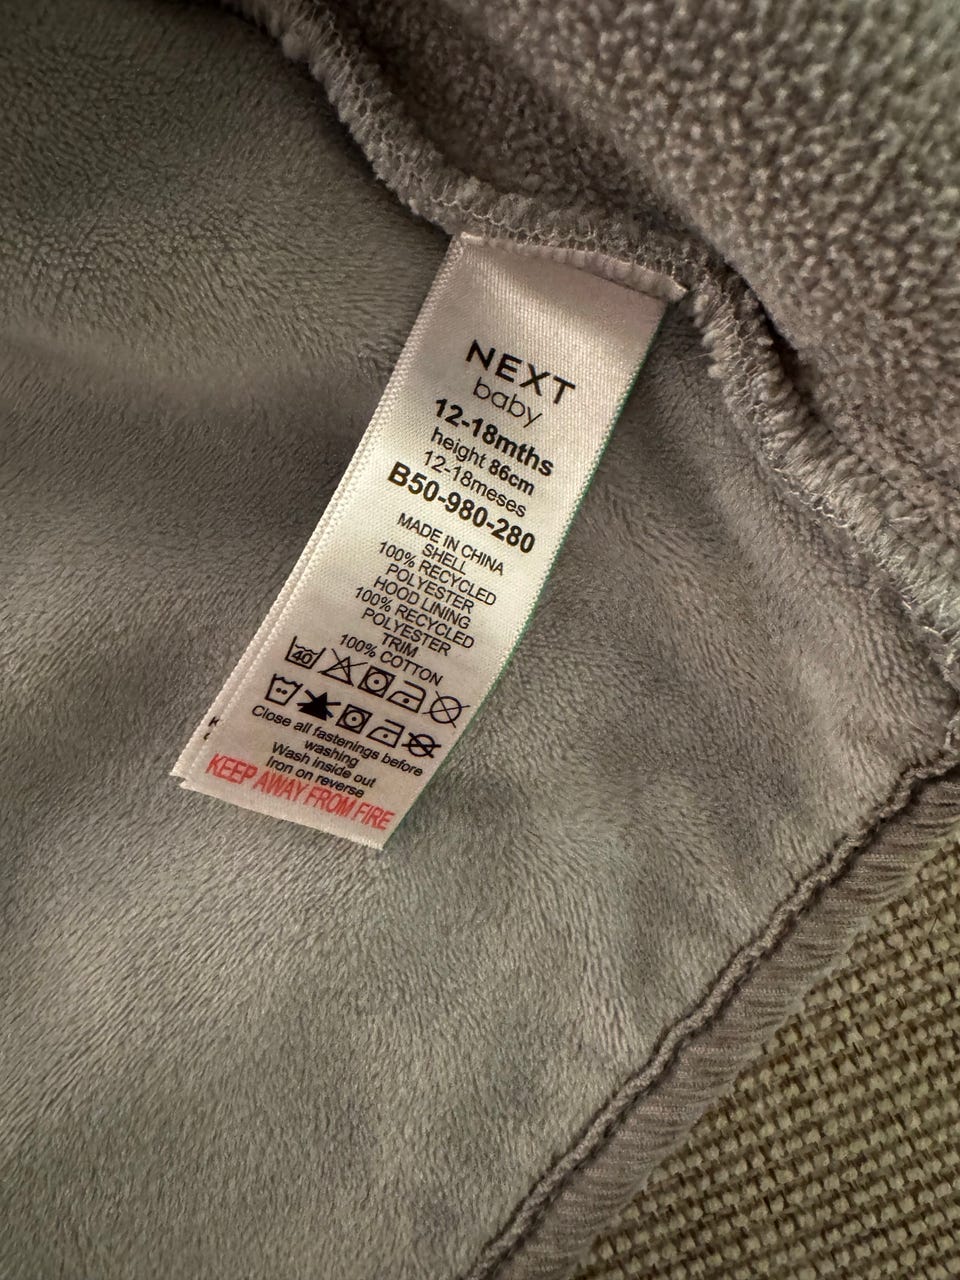 NEXT
baby
12-18mths
height 86cm
12-18meses
B50-980-280
MADE IN CHINA
SHELL
100% RECYCLED
POLYESTER
HOOD LINING
100% RECYCLED
POLYESTER
TRIM
100% COTTON
40
Close all fastenings before
washing
Wash inside out
Iron on reverse
KEEP AWAY FROM FIRE